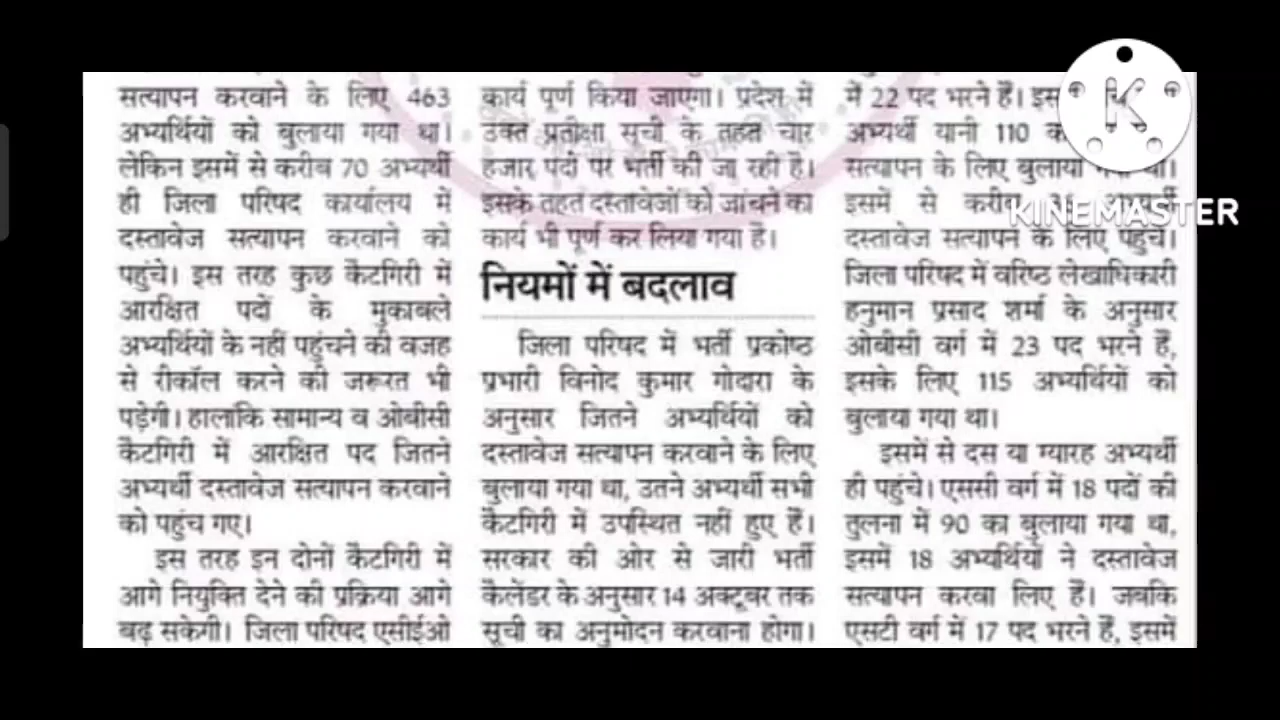 सत्यापन करवाने के लिए 463
अभ्यर्थियों को बुलाया गया था।
लेकिन इसमें से करीब 70 अभ्यर्थी
ही जिला परिषद कार्यालय में
दस्तावेज सत्यापन करवाने को
पहुंचे। इस तरह कुछ कैटगिरी में
आरक्षित पदों के मुकाबले
अभ्यर्थियों के नहीं पहुंचने की वजह
से रीकॉल करने की जरूरत भी
पड़ेगी। हालांकि सामान्य व ओबीसी
कैटगिरी में आरक्षित पद जितने
अभ्यर्थी दस्तावेज सत्यापन करवाने
को पहुंच गए।
इस तरह इन दोनों कैटगिरी में
आगे नियुक्ति देने की प्रक्रिया आगे
बढ़ सकेगी। जिला परिषद एसीईओ
कार्य पूर्ण किया जाएगा। प्रदेश में
उक्त प्रतीक्षा सूची के तहत चार
हजार पदों पर भर्ती की जा रही है।
इसके तहत दस्तावेजों को जांचने का
कार्य भी पूर्ण कर लिया गया है।
नियमों में बदलाव
जिला परिषद में भर्ती प्रकोष्ठ
प्रभारी विनोद कुमार गोदारा के
अनुसार जितने अभ्यर्थियों को
दस्तावेज सत्यापन करवाने के लिए
बुलाया गया था, उतने अभ्यर्थी सभी
कैटगिरी में उपस्थित नहीं हुए हैं।
सरकार की ओर से जारी भर्ती
कैलेंडर के अनुसार 14 अक्टूबर तक
सूची का अनुमोदन करवाना होगा।
में 22 पद भरने हैं। इस
अभ्यर्थी यानी 110
सत्यापन के लिए बुलाया गया था।
इसमें से करीब अभ्यर्थी
दस्तावेज सत्यापन के लिए पहुंचे।
जिला परिषद में वरिष्ठ लेखाधिकारी
हनुमान प्रसाद शर्मा के अनुसार
ओबीसी वर्ग में 23 पद भरने हैं,
इसके लिए 115 अभ्यर्थियों को
बुलाया गया था।
इसमें से दस या ग्यारह अभ्यर्थी
ही पहुंचे। एससी वर्ग में 18 पदों की
तुलना में 90 का बुलाया गया था,
इसमें 18 अभ्यर्थियों ने दस्तावेज
सत्यापन करवा लिए हैं। जबकि
एसटी वर्ग में 17 पद भरने हैं, इसमें
KINEMASTER